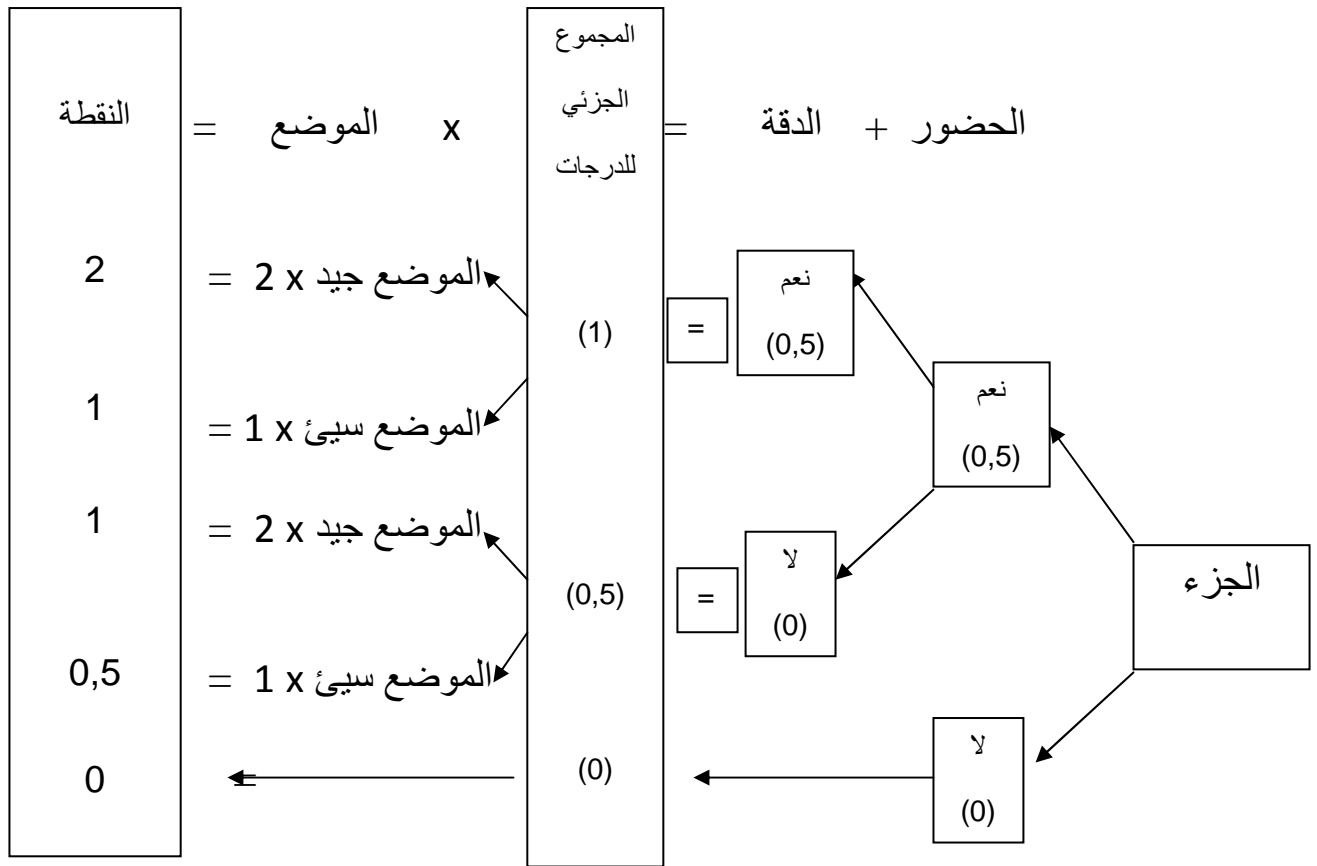 الحضور + الدقة = المجموع الجزئي للدرجات x الموضع = النقطة
نعم
(0,5)
=
(1)
الموضع جيد x 2 = 2
نعم
(0,5)
الموضع سيئ x 1 = 1
لا
(0)
=
(0,5)
الموضع جيد x 2 = 1
الجزء
الموضع سيئ x 1 = 0,5
لا
(0)
(0)
= 0